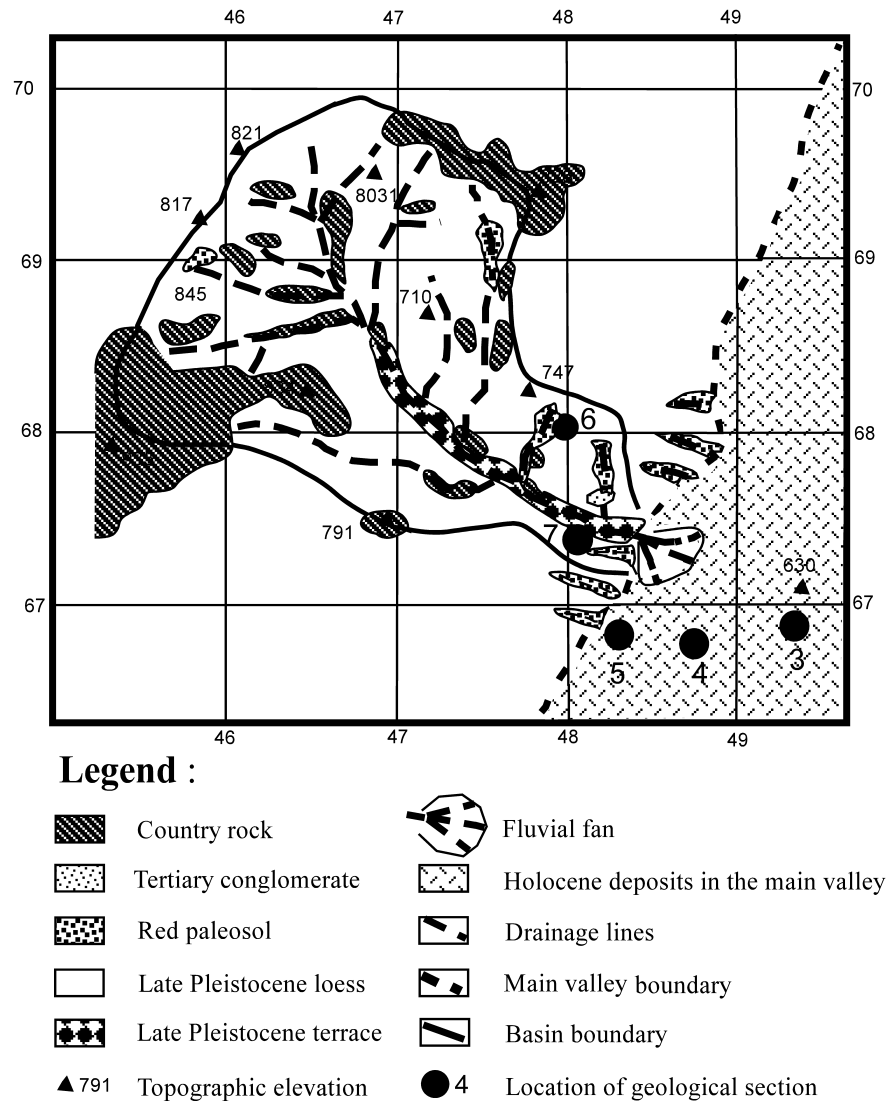 46 47 48 49
70 70
821
8031
817
69 69
845
710
747
6
68 68
791
7
630
67 67
5 4 3
46 47 48 49
Legend :
Country rock
Fluvial fan
Tertiary conglomerate
Holocene deposits in the main valley
Red paleosol
Drainage lines
Late Pleistocene loess
Main valley boundary
Late Pleistocene terrace
Basin boundary
791 Topographic elevation
4 Location of geological section